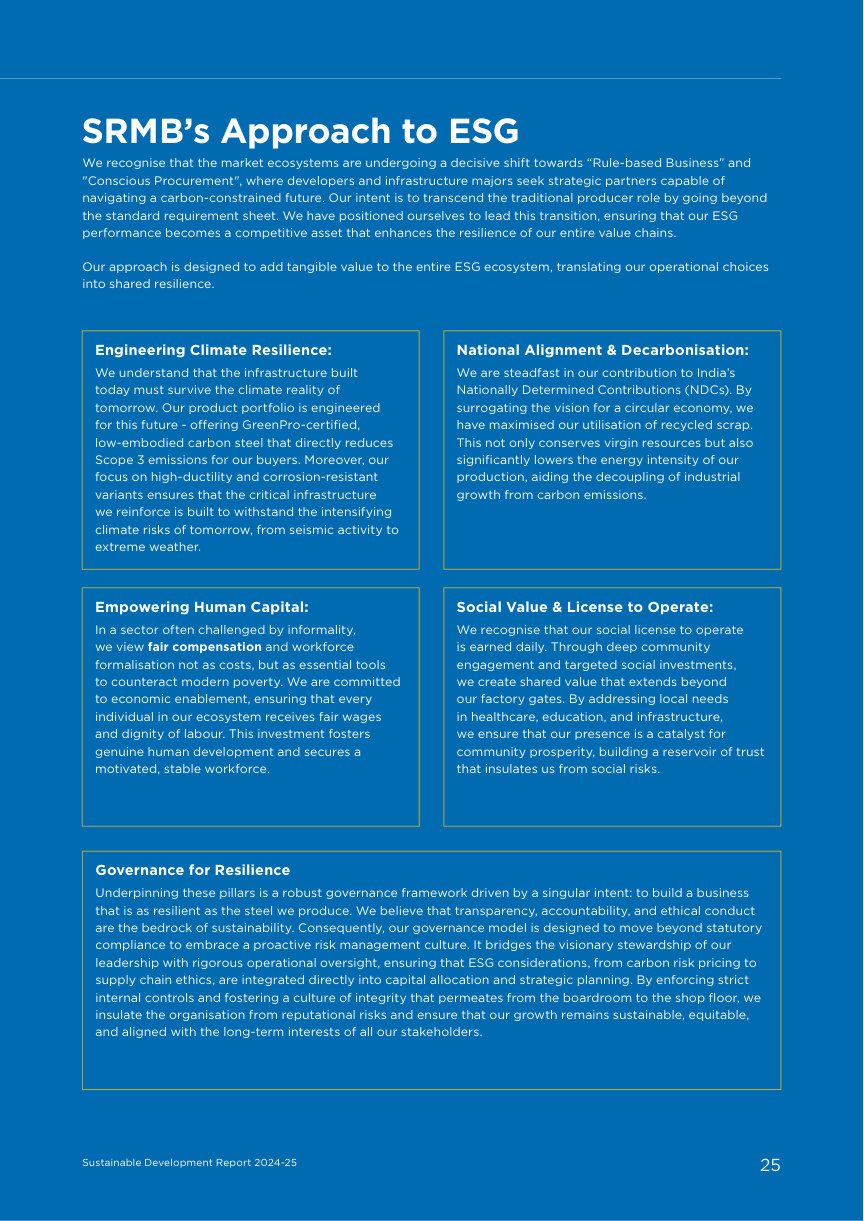 SRMB’s Approach to ESG
We recognise that the market ecosystems are undergoing a decisive shift towards “Rule-based Business” and
"Conscious Procurement", where developers and infrastructure majors seek strategic partners capable of
navigating a carbon-constrained future. Our intent is to transcend the traditional producer role by going beyond
the standard requirement sheet. We have positioned ourselves to lead this transition, ensuring that our ESG
performance becomes a competitive asset that enhances the resilience of our entire value chains.
Our approach is designed to add tangible value to the entire ESG ecosystem, translating our operational choices
into shared resilience.
Engineering Climate Resilience:
We understand that the infrastructure built
today must survive the climate reality of
tomorrow. Our product portfolio is engineered
for this future - offering GreenPro-certified,
low-embodied carbon steel that directly reduces
Scope 3 emissions for our buyers. Moreover, our
focus on high-ductility and corrosion-resistant
variants ensures that the critical infrastructure
we reinforce is built to withstand the intensifying
climate risks of tomorrow, from seismic activity to
extreme weather.
National Alignment & Decarbonisation:
We are steadfast in our contribution to India’s
Nationally Determined Contributions (NDCs). By
surrogating the vision for a circular economy, we
have maximised our utilisation of recycled scrap.
This not only conserves virgin resources but also
significantly lowers the energy intensity of our
production, aiding the decoupling of industrial
growth from carbon emissions.
Empowering Human Capital:
In a sector often challenged by informality,
we view fair compensation and workforce
formalisation not as costs, but as essential tools
to counteract modern poverty. We are committed
to economic enablement, ensuring that every
individual in our ecosystem receives fair wages
and dignity of labour. This investment fosters
genuine human development and secures a
motivated, stable workforce.
Social Value & License to Operate:
We recognise that our social license to operate
is earned daily. Through deep community
engagement and targeted social investments,
we create shared value that extends beyond
our factory gates. By addressing local needs
in healthcare, education, and infrastructure,
we ensure that our presence is a catalyst for
community prosperity, building a reservoir of trust
that insulates us from social risks.
Governance for Resilience
Underpinning these pillars is a robust governance framework driven by a singular intent: to build a business
that is as resilient as the steel we produce. We believe that transparency, accountability, and ethical conduct
are the bedrock of sustainability. Consequently, our governance model is designed to move beyond statutory
compliance to embrace a proactive risk management culture. It bridges the visionary stewardship of our
leadership with rigorous operational oversight, ensuring that ESG considerations, from carbon risk pricing to
supply chain ethics, are integrated directly into capital allocation and strategic planning. By enforcing strict
internal controls and fostering a culture of integrity that permeates from the boardroom to the shop floor, we
insulate the organisation from reputational risks and ensure that our growth remains sustainable, equitable,
and aligned with the long-term interests of all our stakeholders.
Sustainable Development Report 2024-25
25